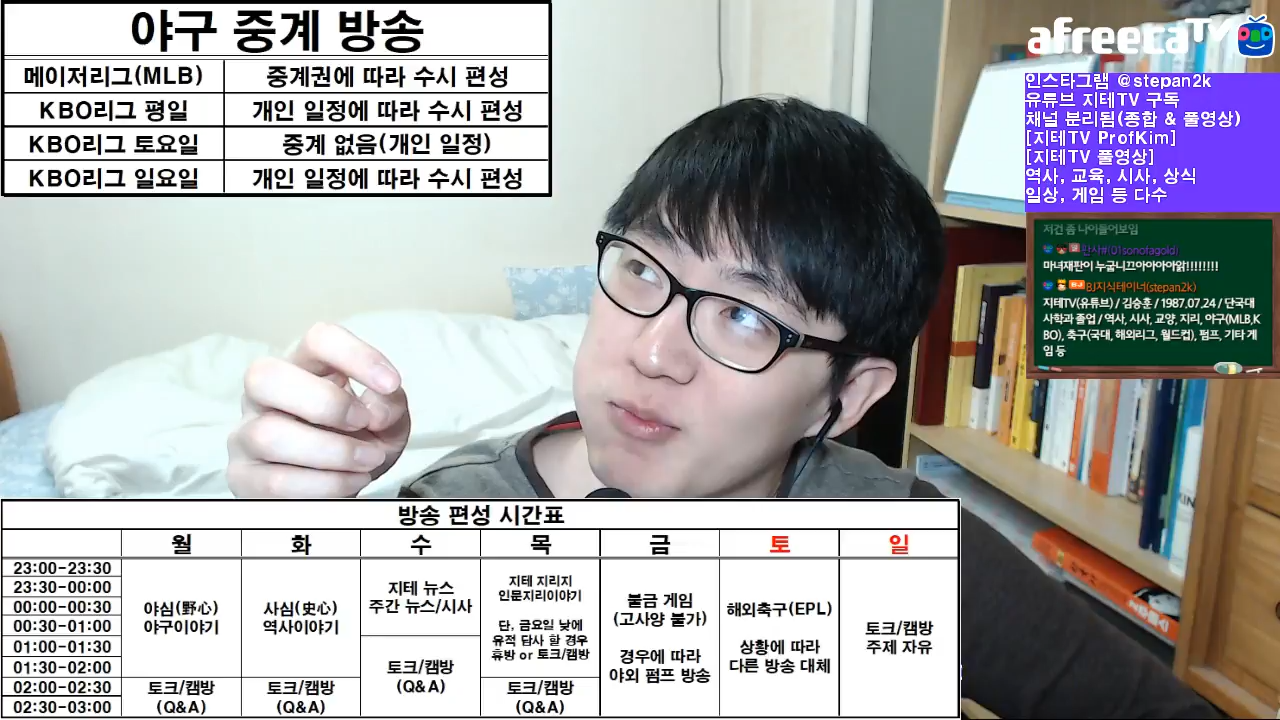 야구 중계 방송
메이저리그(MLB) 중계권에 따라 수시 편성
KBO리그 평일 개인 일정에 따라 수시 편성
KBO리그 토요일 중계 없음(개인 일정)
KBO리그 일요일 개인 일정에 따라 수시 편성
afreecaTV
인스타그램 @stepan2k
유튜브 지테TV 구독
채널 분리됨(종합 & 풀영상)
[지테TV ProfKim]
[지테TV 풀영상]
역사, 교육, 시사, 상식
일상, 게임 등 다수
저건 좀 나이들어보임
판사#(01sonofagold)
마녀재판이 누굽니끄아아아아앍!!!!!!!!
BJ지식테이너(stepan2k)
지테TV(유튜브) / 김승훈 / 1987.07.24 / 단국대
사학과 졸업 / 역사, 시사, 교양, 지리, 야구(MLB,K
BO), 축구(국대, 해외리그, 월드컵), 펌프, 기타 게
임 등
방송 편성 시간표
월 화 수 목 금 토 일
23:00-23:30
23:30-00:00
00:00-00:30
00:30-01:00
01:00-01:30
01:30-02:00
02:00-02:30
02:30-03:00
야심(野心)
야구이야기
토크/캠방
(Q&A)
사심(史心)
역사이야기
토크/캠방
(Q&A)
지테 뉴스
주간 뉴스/시사
토크/캠방
(Q&A)
지테 지리지
인문지리이야기
단, 금요일 낮에
유적 답사 할 경우
휴방 or 토크/캠방
토크/캠방
(Q&A)
불금 게임
(고사양 불가)
경우에 따라
야외 펌프 방송
해외축구(EPL)
상황에 따라
다른 방송 대체
토크/캠방
주제 자유